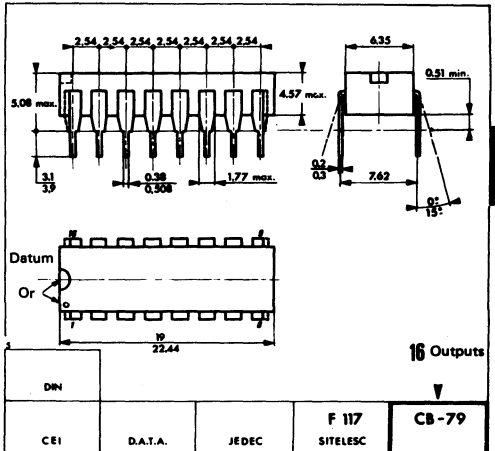 2,54 2,54 2,54 2,54 2,54 2,54 2,54
6,35
0,51 min.
5,08 max.
4,57 max.
3,1
3,9
0,38
0,508
1,77 max.
0,2
0,3
7,62
0°
15°
16
Datum
Or
1
8
19
22,44
16 Outputs
5
DIN
F 117
CB-79
CEI
D.A.T.A.
JEDEC
SITELESC